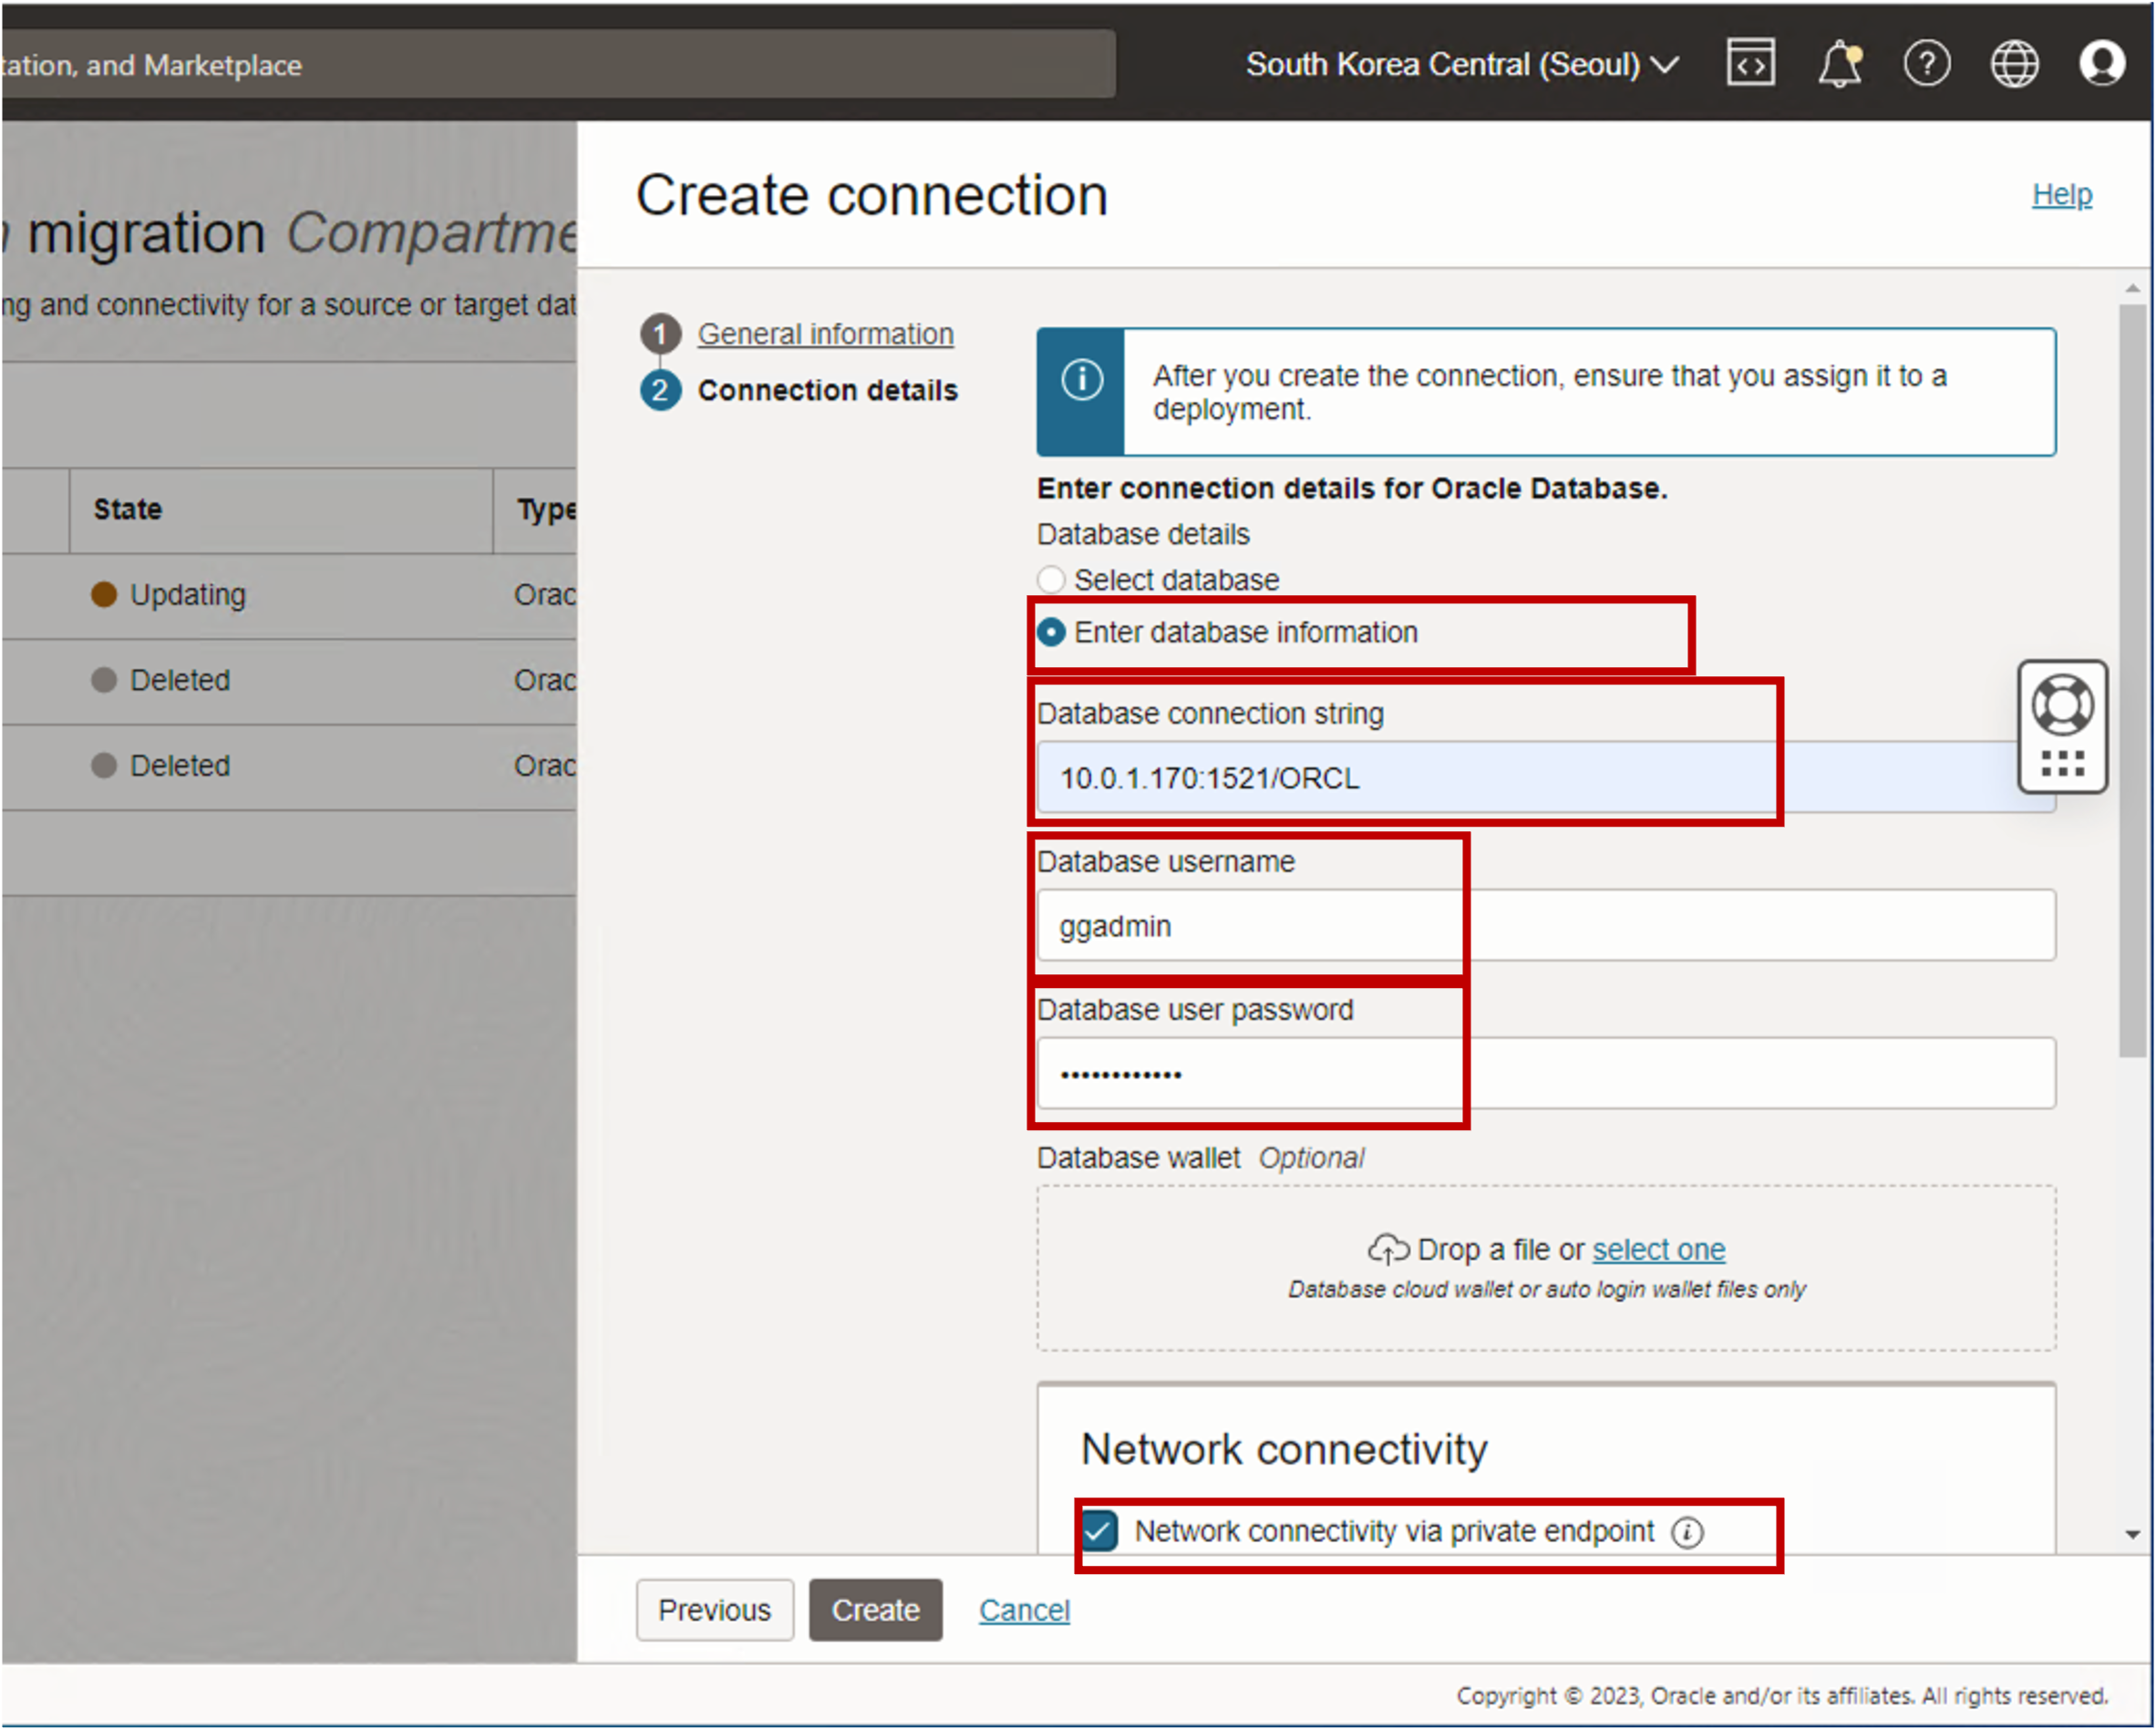 tation, and Marketplace
South Korea Central (Seoul)
migration Compartme
ng and connectivity for a source or target dat
State
Type
Updating
Orac
Deleted
Orac
Deleted
Orac
Create connection
Help
1 General information
2 Connection details
After you create the connection, ensure that you assign it to a
deployment.
Enter connection details for Oracle Database.
Database details
Select database
Enter database information
Database connection string
10.0.1.170:1521/ORCL
Database username
ggadmin
Database user password
••••••••••••
Database wallet Optional
Drop a file or select one
Database cloud wallet or auto login wallet files only
Network connectivity
Network connectivity via private endpoint
Previous
Create
Cancel
Copyright © 2023, Oracle and/or its affiliates. All rights reserved.